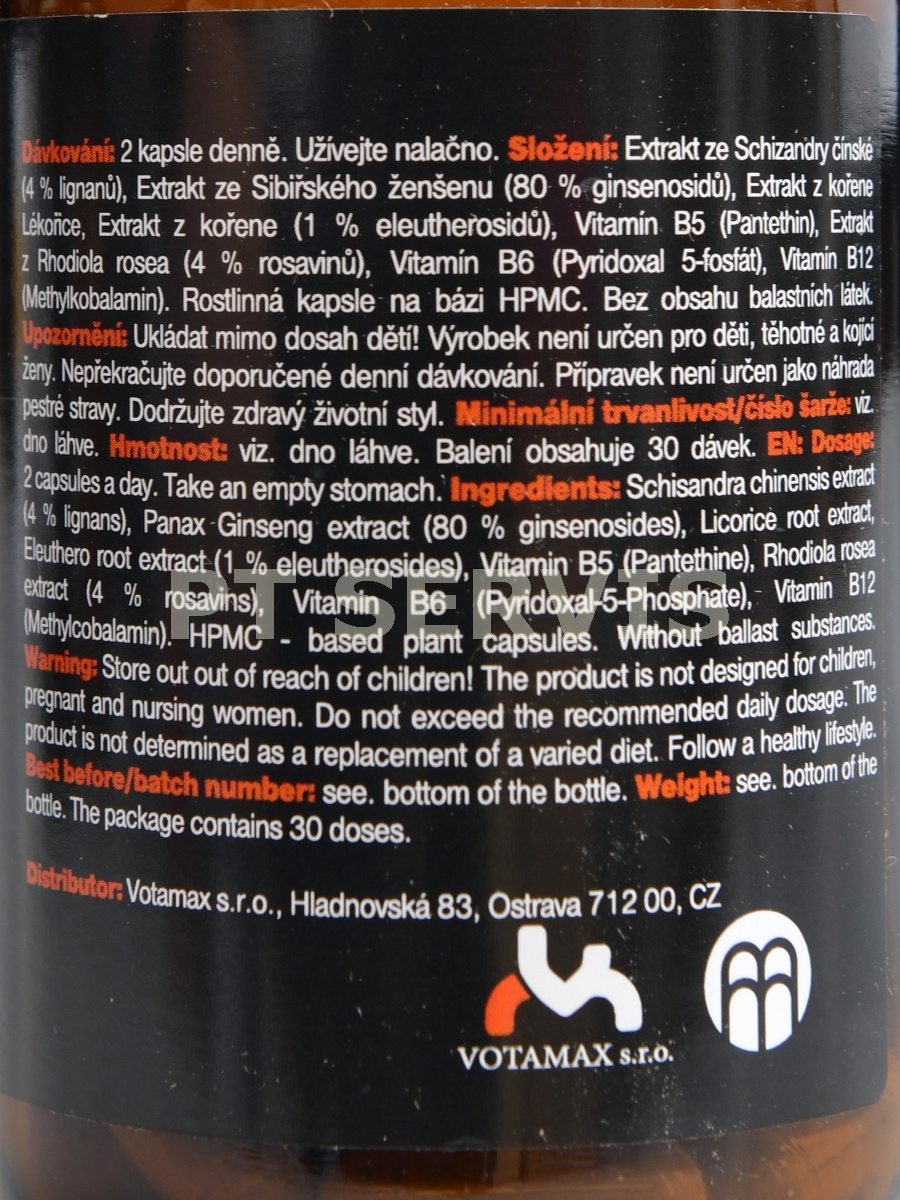 Dávkování: 2 kapsle denně. Užívejte nalačno. Složení: Extrakt ze Schizandry čínské
(4 % lignanů), Extrakt ze Sibiřského ženšenu (80 % ginsenosidů), Extrakt z kořene
Lékořice, Extrakt z kořene (1 % eleutherosidů), Vitamín B5 (Pantethin), Extrakt
z Rhodiola rosea (4 % rosavinů), Vitamín B6 (Pyridoxal 5-fosfát), Vitamín B12
(Methylkobalamin). Rostlinná kapsle na bázi HPMC. Bez obsahu balastních látek.
Upozornění: Ukládat mimo dosah dětí! Výrobek není určen pro děti, těhotné a kojící
ženy. Nepřekračujte doporučené denní dávkování. Přípravek není určen jako náhrada
pestré stravy. Dodržujte zdravý životní styl. Minimální trvanlivost/číslo šarže: viz.
dno láhve. Hmotnost: viz. dno láhve. Balení obsahuje 30 dávek. EN: Dosage:
2 capsules a day. Take an empty stomach. Ingredients: Schisandra chinensis extract
(4 % lignans), Panax Ginseng extract (80 % ginsenosides), Licorice root extract,
Eleuthero root extract (1 % eleutherosides), Vitamin B5 (Pantethine), Rhodiola rosea
extract (4 % rosavins), Vitamin B6 (Pyridoxal-5-Phosphate), Vitamin B12
(Methylcobalamin). HPMC - based plant capsules. Without ballast substances.
Warning: Store out out of reach of children! The product is not designed for children,
pregnant and nursing women. Do not exceed the recommended daily dosage. The
product is not determined as a replacement of a varied diet. Follow a healthy lifestyle.
Best before/batch number: see. bottom of the bottle. Weight: see. bottom of the
bottle. The package contains 30 doses.
Distributor: Votamax s.r.o., Hladnovská 83, Ostrava 712 00, CZ
VOTAMAX s.r.o.
PT SERVIS